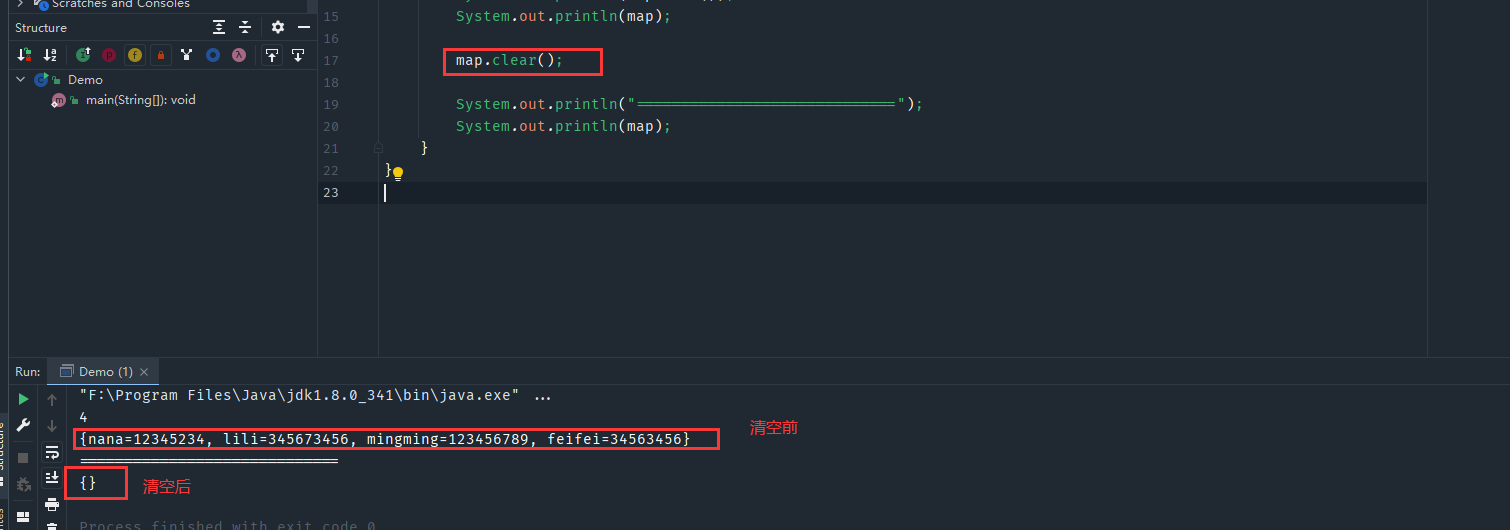 Scratches and Consoles
Structure
Demo
main(String[]): void
15 System.out.println(map);
16
17 map.clear();
18
19 System.out.println("=============================");
20 System.out.println(map);
21 }
22 }
23
Run: Demo (1)
"F:\Program Files\Java\jdk1.8.0_341\bin\java.exe" ...
4
{nana=12345234, lili=345673456, mingming=123456789, feifei=34563456}
清空前
=============================
{}
清空后
Process finished with exit code 0
Structure